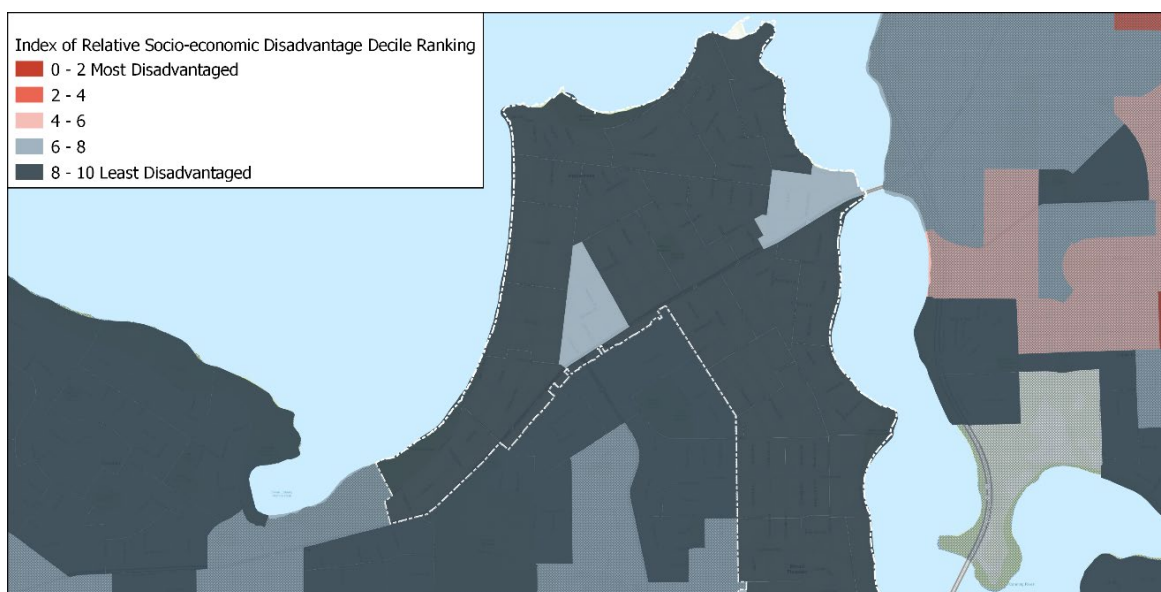 Index of Relative Socio-economic Disadvantage Decile Ranking
0 - 2 Most Disadvantaged
2 - 4
4 - 6
6 - 8
8 - 10 Least Disadvantaged